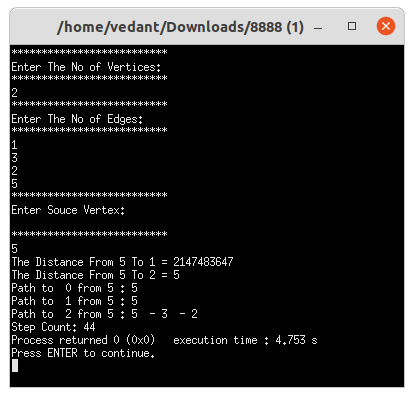 /home/vedant/Downloads/8888 (1)
**************************
Enter The No of Vertices:
**************************
2
**************************
Enter The No of Edges:
**************************
1
3
2
5
**************************
Enter Souce Vertex:
**************************
5
The Distance From 5 To 1 = 2147483647
The Distance From 5 To 2 = 5
Path to  0 from 5 : 5
Path to  1 from 5 : 5
Path to  2 from 5 : 5  - 3  - 2
Step Count: 44
Process returned 0 (0x0)   execution time : 4.753 s
Press ENTER to continue.